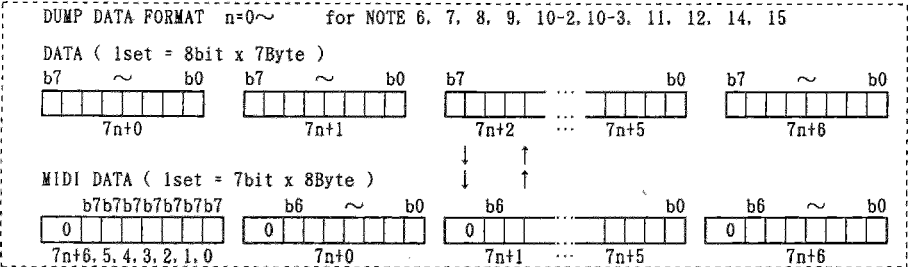 DUMP DATA FORMAT n=0～ for NOTE 6, 7, 8, 9, 10-2, 10-3, 11, 12, 14, 15
DATA ( 1set = 8bit x 7Byte )
b7 ～ b0 b7 ～ b0 b7 b0 b7 ～ b0
...
7n+0 7n+1 7n+2 ... 7n+5 7n+6
↓ ↑
MIDI DATA ( 1set = 7bit x 8Byte ) ↓ ↑
b7b7b7b7b7b7b7 b6 ～ b0 b6 b0 b6 ～ b0
0 0 0 ... 0
7n+6, 5, 4, 3, 2, 1, 0 7n+0 7n+1 ... 7n+5 7n+6